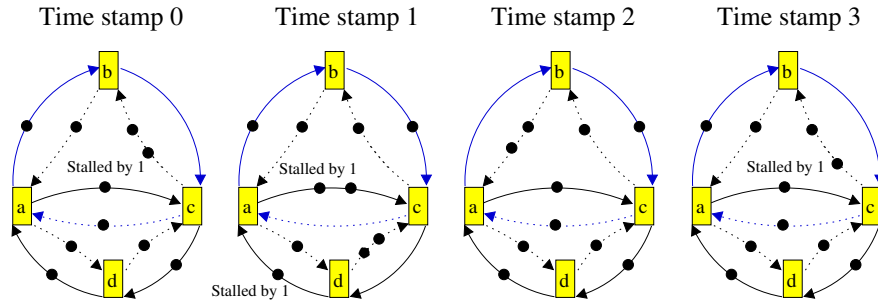 Time stamp 0
Time stamp 1
Time stamp 2
Time stamp 3
b
b
b
b
Stalled by 1
Stalled by 1
Stalled by 1
a
c
a
c
a
c
a
c
d
d
d
d
Stalled by 1